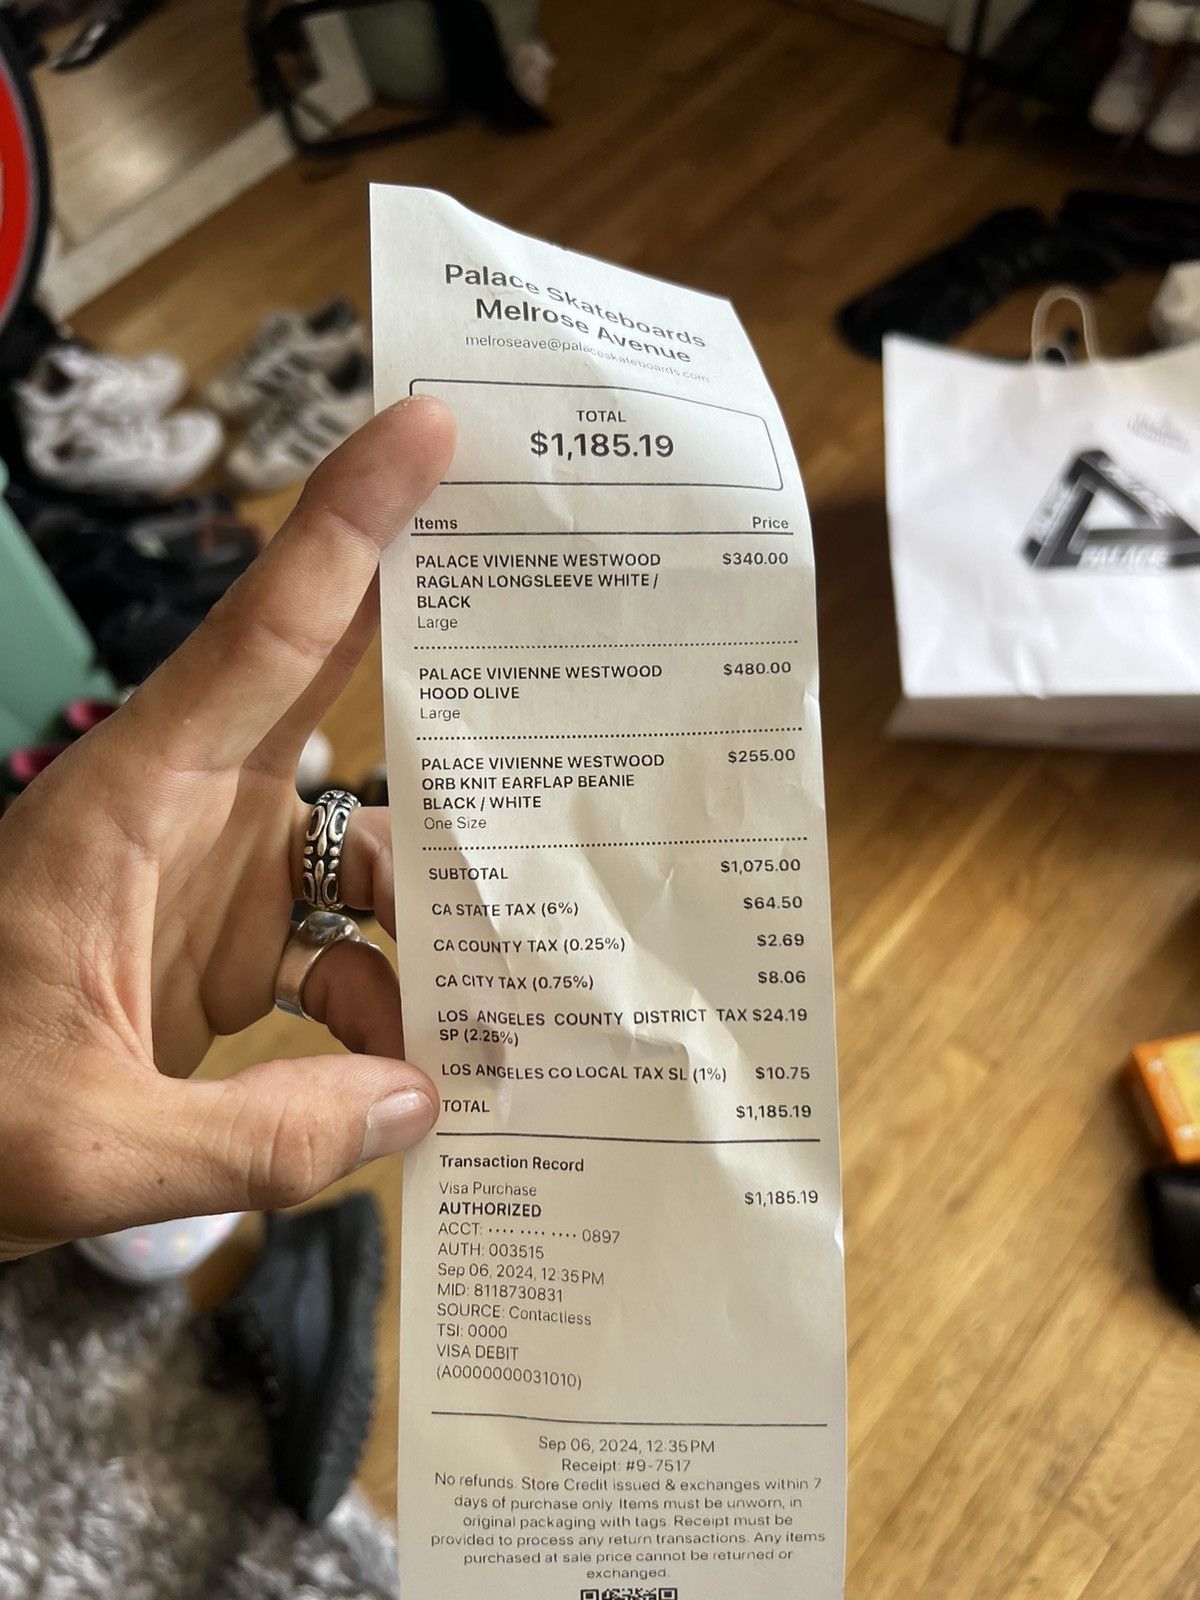 Palace Skateboards
Melrose Avenue
melroseave@palaceskateboards.com
TOTAL
$1,185.19
Items Price
PALACE VIVIENNE WESTWOOD $340.00
RAGLAN LONGSLEEVE WHITE /
BLACK
Large
PALACE VIVIENNE WESTWOOD $480.00
HOOD OLIVE
Large
PALACE VIVIENNE WESTWOOD $255.00
ORB KNIT EARFLAP BEANIE
BLACK / WHITE
One Size
SUBTOTAL $1,075.00
CA STATE TAX (6%) $64.50
CA COUNTY TAX (0.25%) $2.69
CA CITY TAX (0.75%) $8.06
LOS ANGELES COUNTY DISTRICT TAX $24.19
SP (2.25%)
LOS ANGELES CO LOCAL TAX SL (1%) $10.75
TOTAL $1,185.19
Transaction Record
Visa Purchase $1,185.19
AUTHORIZED
ACCT: •••• •••• •••• 0897
AUTH: 003515
Sep 06, 2024, 12:35 PM
MID: 8118730831
SOURCE: Contactless
TSI: 0000
VISA DEBIT
(A0000000031010)
Sep 06, 2024, 12:35 PM
Receipt: #9-7517
No refunds. Store Credit issued & exchanges within 7
days of purchase only. Items must be unworn, in
original packaging with tags. Receipt must be
provided to process any return transactions. Any items
purchased at sale price cannot be returned or
exchanged.
PALACE